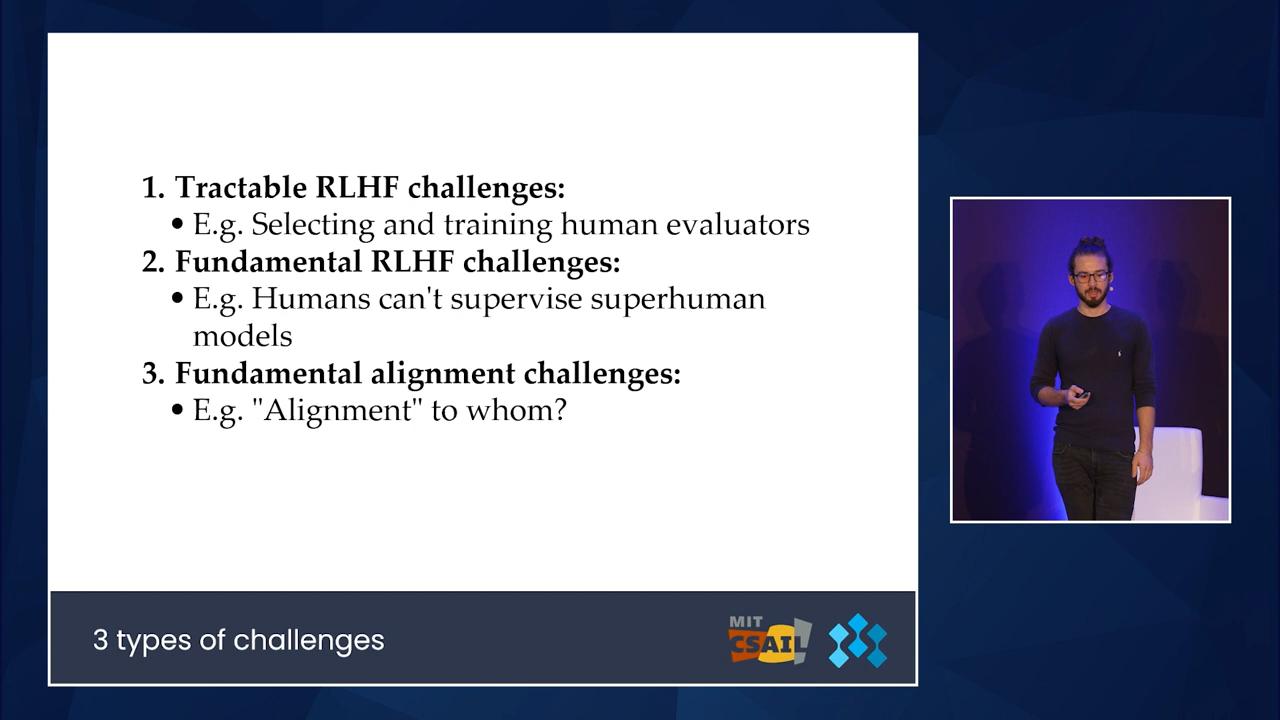 1. Tractable RLHF challenges:
• E.g. Selecting and training human evaluators
2. Fundamental RLHF challenges:
• E.g. Humans can't supervise superhuman
models
3. Fundamental alignment challenges:
• E.g. "Alignment" to whom?
3 types of challenges
MIT
CSAIL